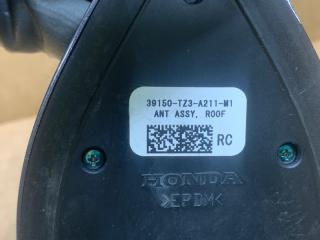 39150-TZ3-A211-M1
ANT ASSY, ROOF
RC
HONDA
>EPDM<